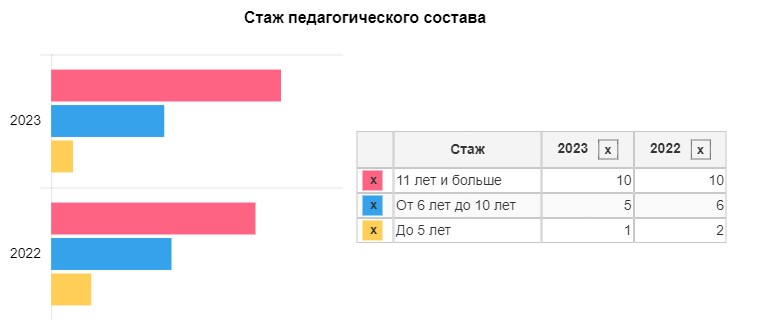 Стаж педагогического состава
2023
2022
Стаж 2023 x 2022 x
x 11 лет и больше 10 10
x От 6 лет до 10 лет 5 6
x До 5 лет 1 2